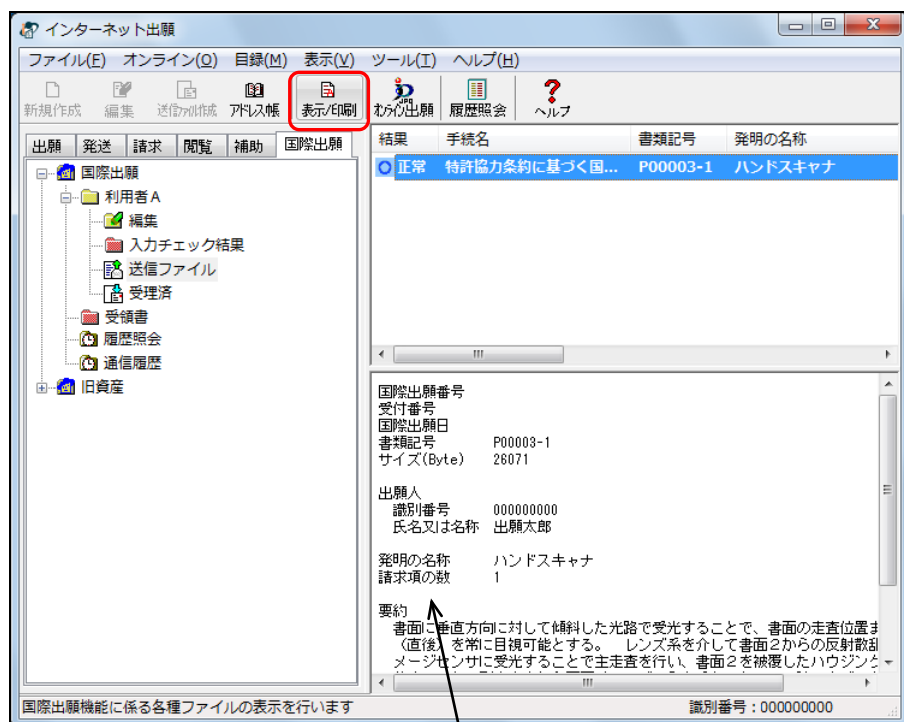 インターネット出願
ファイル(F) オンライン(O) 目録(M) 表示(V) ツール(T) ヘルプ(H)
新規作成 編集 送信ファイル作成 アドレス帳 表示/印刷 オンライン出願 履歴照会 ヘルプ
出願 発送 請求 閲覧 補助 国際出願
国際出願
利用者A
編集
入力チェック結果
送信ファイル
受理済
受領書
履歴照会
通信履歴
旧資産
結果 手続名 書類記号 発明の名称
正常 特許協力条約に基づく国... P00003-1 ハンドスキャナ
国際出願番号
受付番号
国際出願日
書類記号 P00003-1
サイズ(Byte) 26071
出願人
識別番号 000000000
氏名又は名称 出願太郎
発明の名称 ハンドスキャナ
請求項の数 1
要約
書面に垂直方向に対して傾斜した光路で受光することで、書面の走査位置ま
（直後）を常に目視可能とする。 レンズ系を介して書面２からの反射散乱
メージセンサに受光することで主走査を行い、書面２を被覆したハウジング
国際出願機能に係る各種ファイルの表示を行います 識別番号：000000000